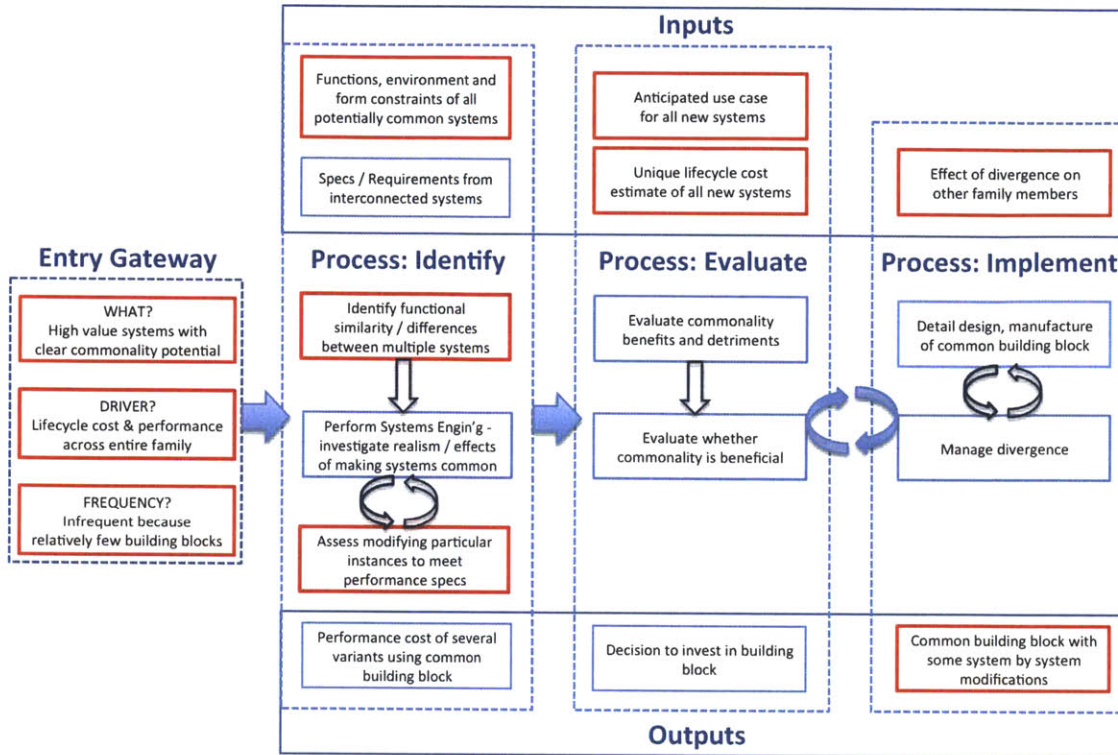 Inputs
Functions, environment and
form constraints of all
potentially common systems
Specs / Requirements from
interconnected systems
Anticipated use case
for all new systems
Unique lifecycle cost
estimate of all new systems
Effect of divergence on
other family members
Entry Gateway
WHAT?
High value systems with
clear commonality potential
DRIVER?
Lifecycle cost & performance
across entire family
FREQUENCY?
Infrequent because
relatively few building blocks
Process: Identify
Identify functional
similarity / differences
between multiple systems
Perform Systems Engin'g -
investigate realism / effects
of making systems common
Assess modifying particular
instances to meet
performance specs
Process: Evaluate
Evaluate commonality
benefits and detriments
Evaluate whether
commonality is beneficial
Process: Implement
Detail design, manufacture
of common building block
Manage divergence
Performance cost of several
variants using common
building block
Decision to invest in building
block
Common building block with
some system by system
modifications
Outputs